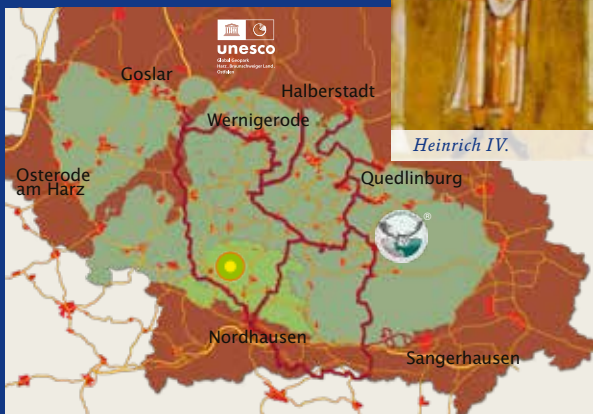 unesco
Global Geopark
Harz . Braunschweiger Land
Ostfalen
Goslar
Halberstadt
Wernigerode
Heinrich IV.
Osterode
am Harz
Quedlinburg
®
Nordhausen
Sangerhausen